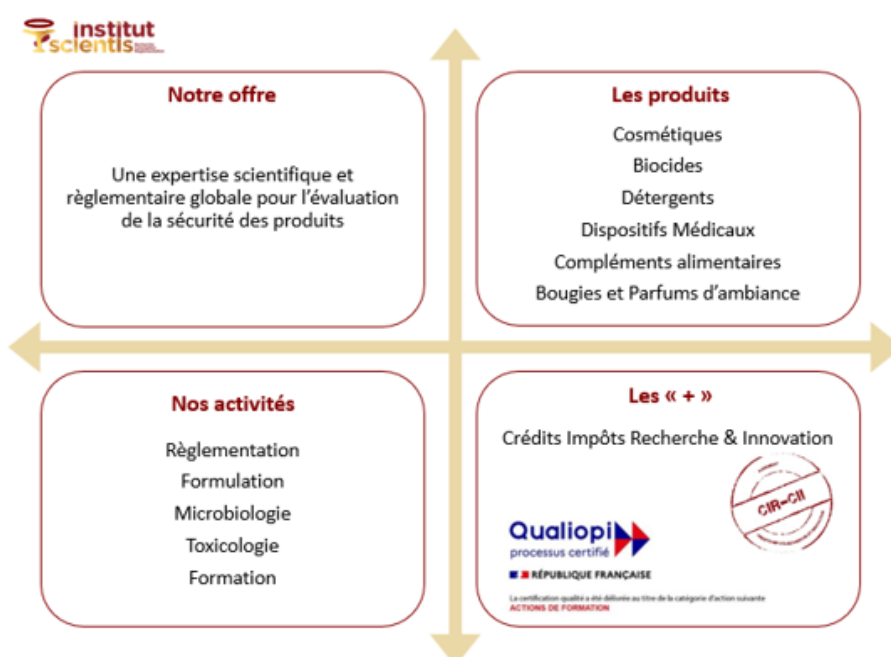 institut
scientis
Notre offre
Une expertise scientifique et
règlementaire globale pour l'évaluation
de la sécurité des produits
Les produits
Cosmétiques
Biocides
Détergents
Dispositifs Médicaux
Compléments alimentaires
Bougies et Parfums d'ambiance
Nos activités
Règlementation
Formulation
Microbiologie
Toxicologie
Formation
Les « + »
Crédits Impôts Recherche & Innovation
CIR-CII
Qualiopi
processus certifié
RÉPUBLIQUE FRANÇAISE
La certification qualité a été délivrée au titre de la catégorie d'action suivante
ACTIONS DE FORMATION